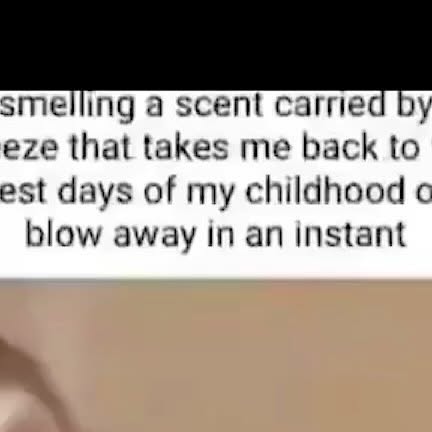 smelling a scent carried by
eze that takes me back to
est days of my childhood o
blow away in an instant